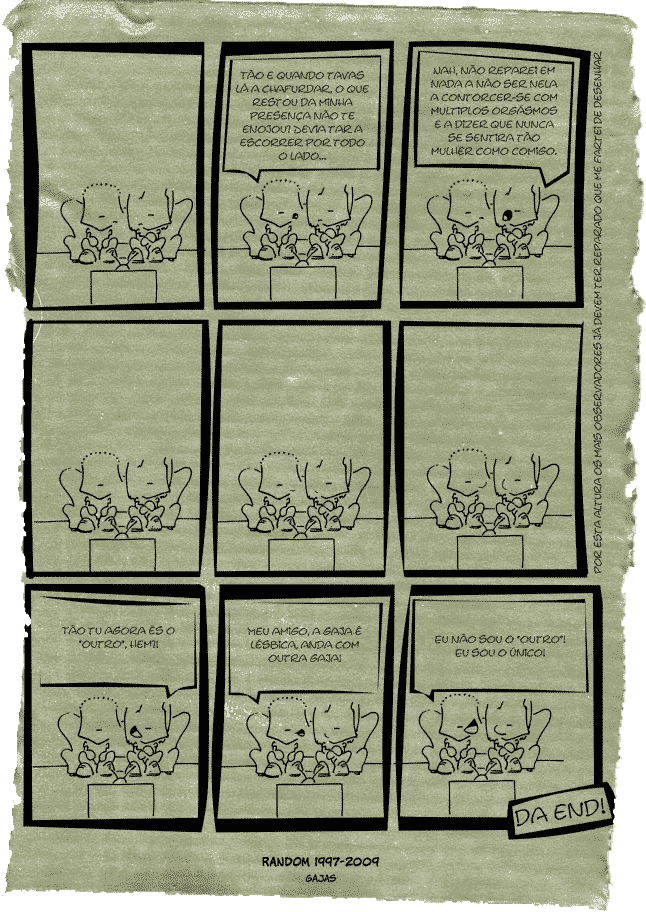 TÃO E QUANDO TAVAS
LÁ A CHAFURDAR, O QUE
RESTOU DA MINHA
PRESENÇA NÃO TE
ENOJOU? DEVIA TAR A
ESCORRER POR TODO
O LADO...
NAH, NÃO REPAREI EM
NADA A NÃO SER NELA
A CONTORCER-SE COM
MULTIPLOS ORGÁSMOS
E A DIZER QUE NUNCA
SE SENTIRA TÃO
MULHER COMO COMIGO.
POR ESTA ALTURA OS MAIS OBSERVADORES JÁ DEVEM TER REPARADO QUE ME FARTEI DE DESENHAR
TÃO TU AGORA ÉS O
"OUTRO", HEM?!
MEU AMIGO, A GAJA É
LÉSBICA, ANDA COM
OUTRA GAJA!
EU NÃO SOU O "OUTRO"!
EU SOU O ÚNICO!
DA END!
RANDOM 1997-2009
GAJAS